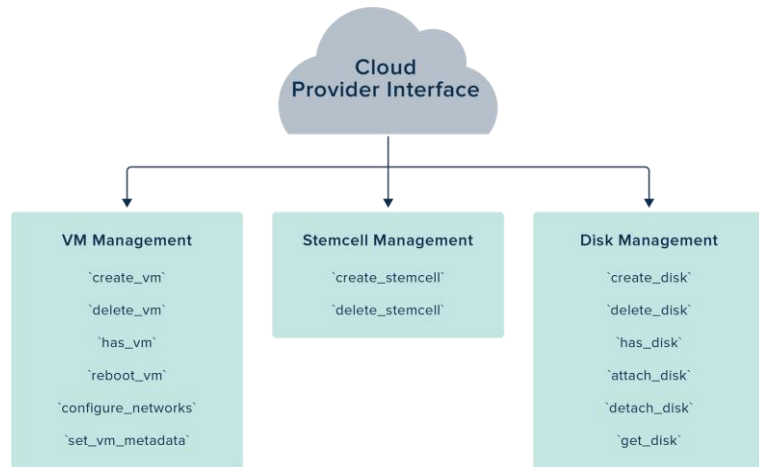 Cloud
Provider Interface
VM Management
`create_vm`
`delete_vm`
`has_vm`
`reboot_vm`
`configure_networks`
`set_vm_metadata`
Stemcell Management
`create_stemcell`
`delete_stemcell`
Disk Management
`create_disk`
`delete_disk`
`has_disk`
`attach_disk`
`detach_disk`
`get_disk`